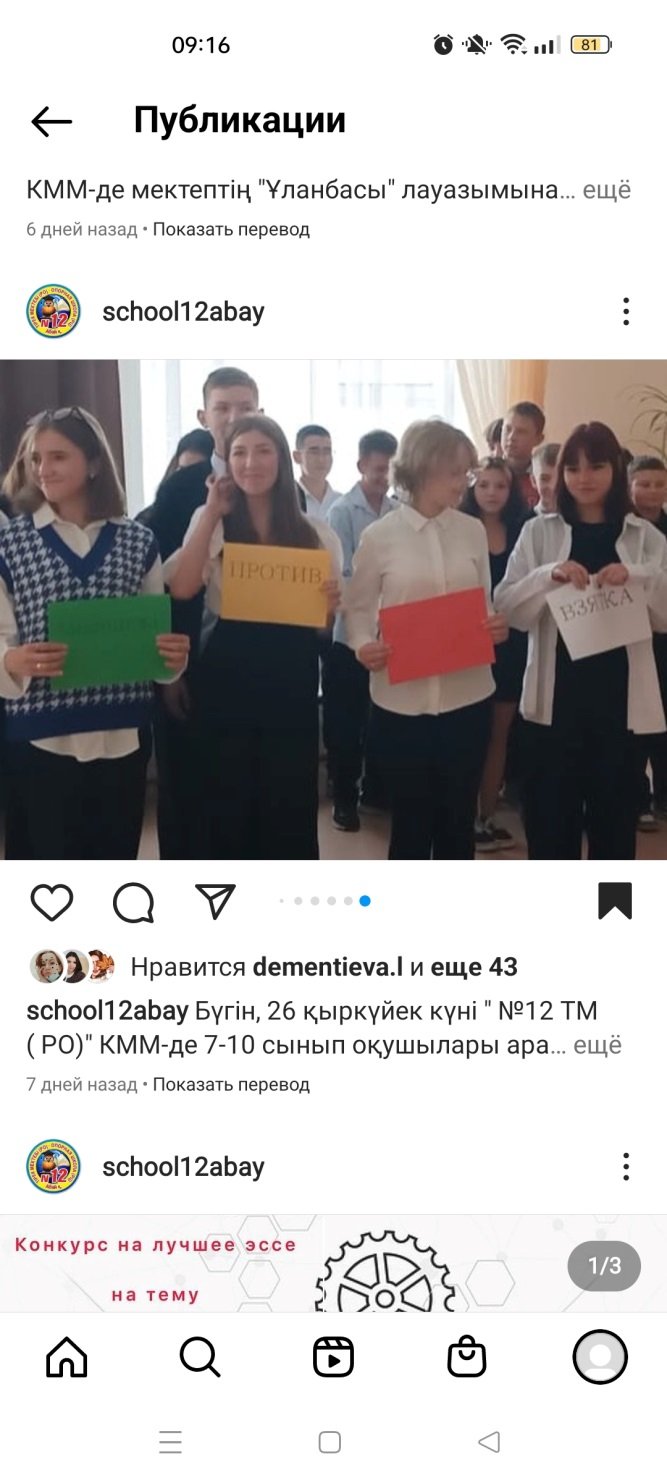 09:16
81
Публикации
КММ-де мектептің "Ұланбасы" лауазымына... ещё
6 дней назад • Показать перевод
school12abay
ПРОТИВ
ВЗЯТКА
Нравится dementieva.l и еще 43
school12abay Бүгін, 26 қыркүйек күні " №12 ТМ
( РО)" КММ-де 7-10 сынып оқушылары ара... ещё
7 дней назад • Показать перевод
school12abay
Конкурс на лучшее эссе
1/3
на тему